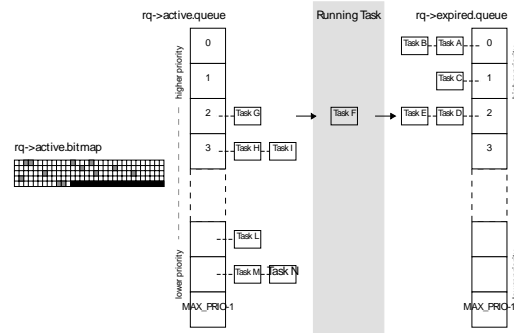 rq->active.queue
Running Task
rq->expired.queue
higher priority
0
1
2
Task G
3
Task H
Task I
rq->active.bitmap
Task L
Task M
Task N
lower priority
MAX_PRIO-1
Task F
Task B
Task A
0
Task C
1
Task E
Task D
2
3
MAX_PRIO-1